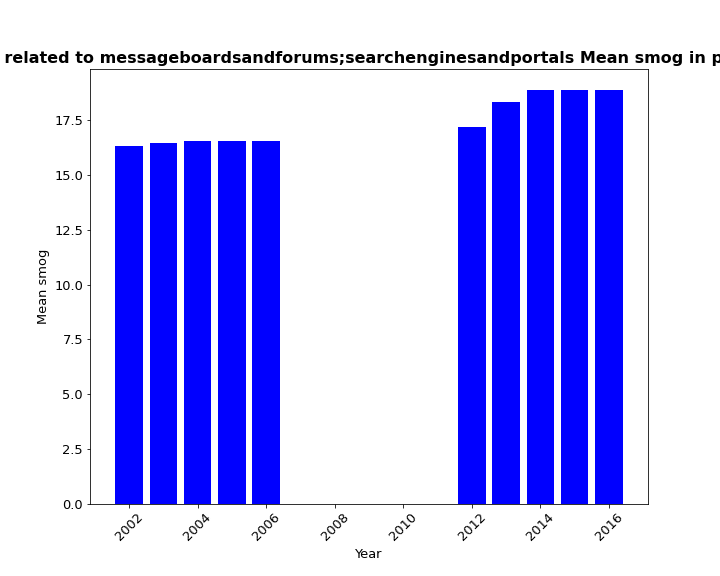 related to messageboardsandforums;searchenginesandportals Mean smog in p
17.5
15.0
12.5
10.0
7.5
5.0
2.5
0.0
Mean smog
2002 2004 2006 2008 2010 2012 2014 2016
Year